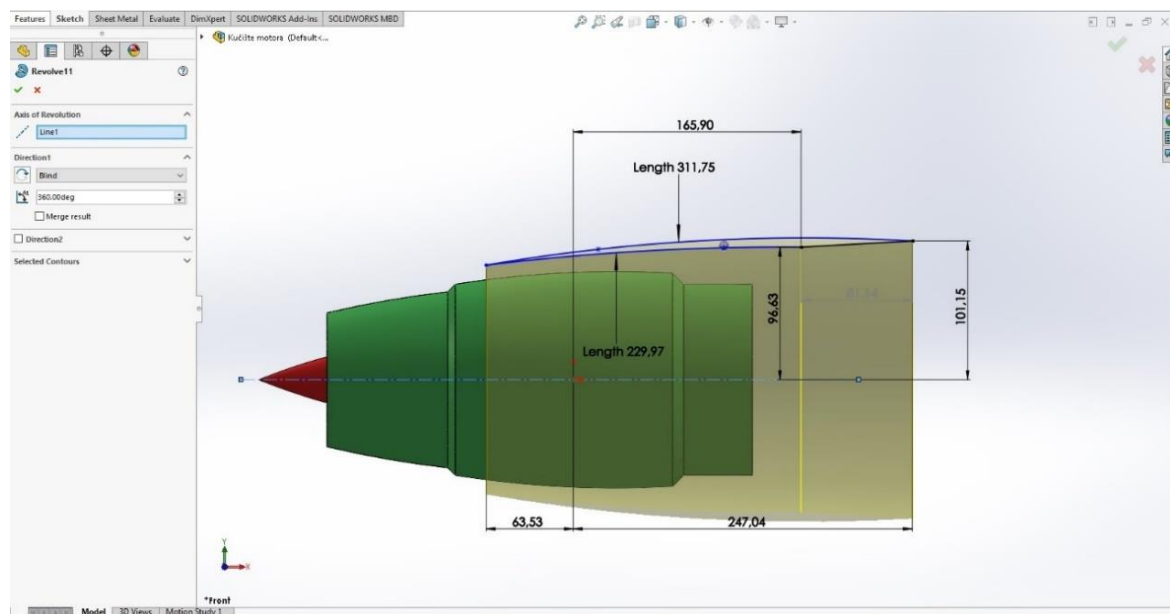 Features Sketch Sheet Metal Evaluate DimXpert SOLIDWORKS Add-Ins SOLIDWORKS MBD
Kućište motora (Default<...
Revolve11
Axis of Revolution
Line1
Direction1
Blind
360.00deg
Merge result
Direction2
Selected Contours
165,90
Length 311,75
96,63
81,14
101,15
Length 229,97
63,53
247,04
Y
X
*Front
Model 3D Views Motion Study 1